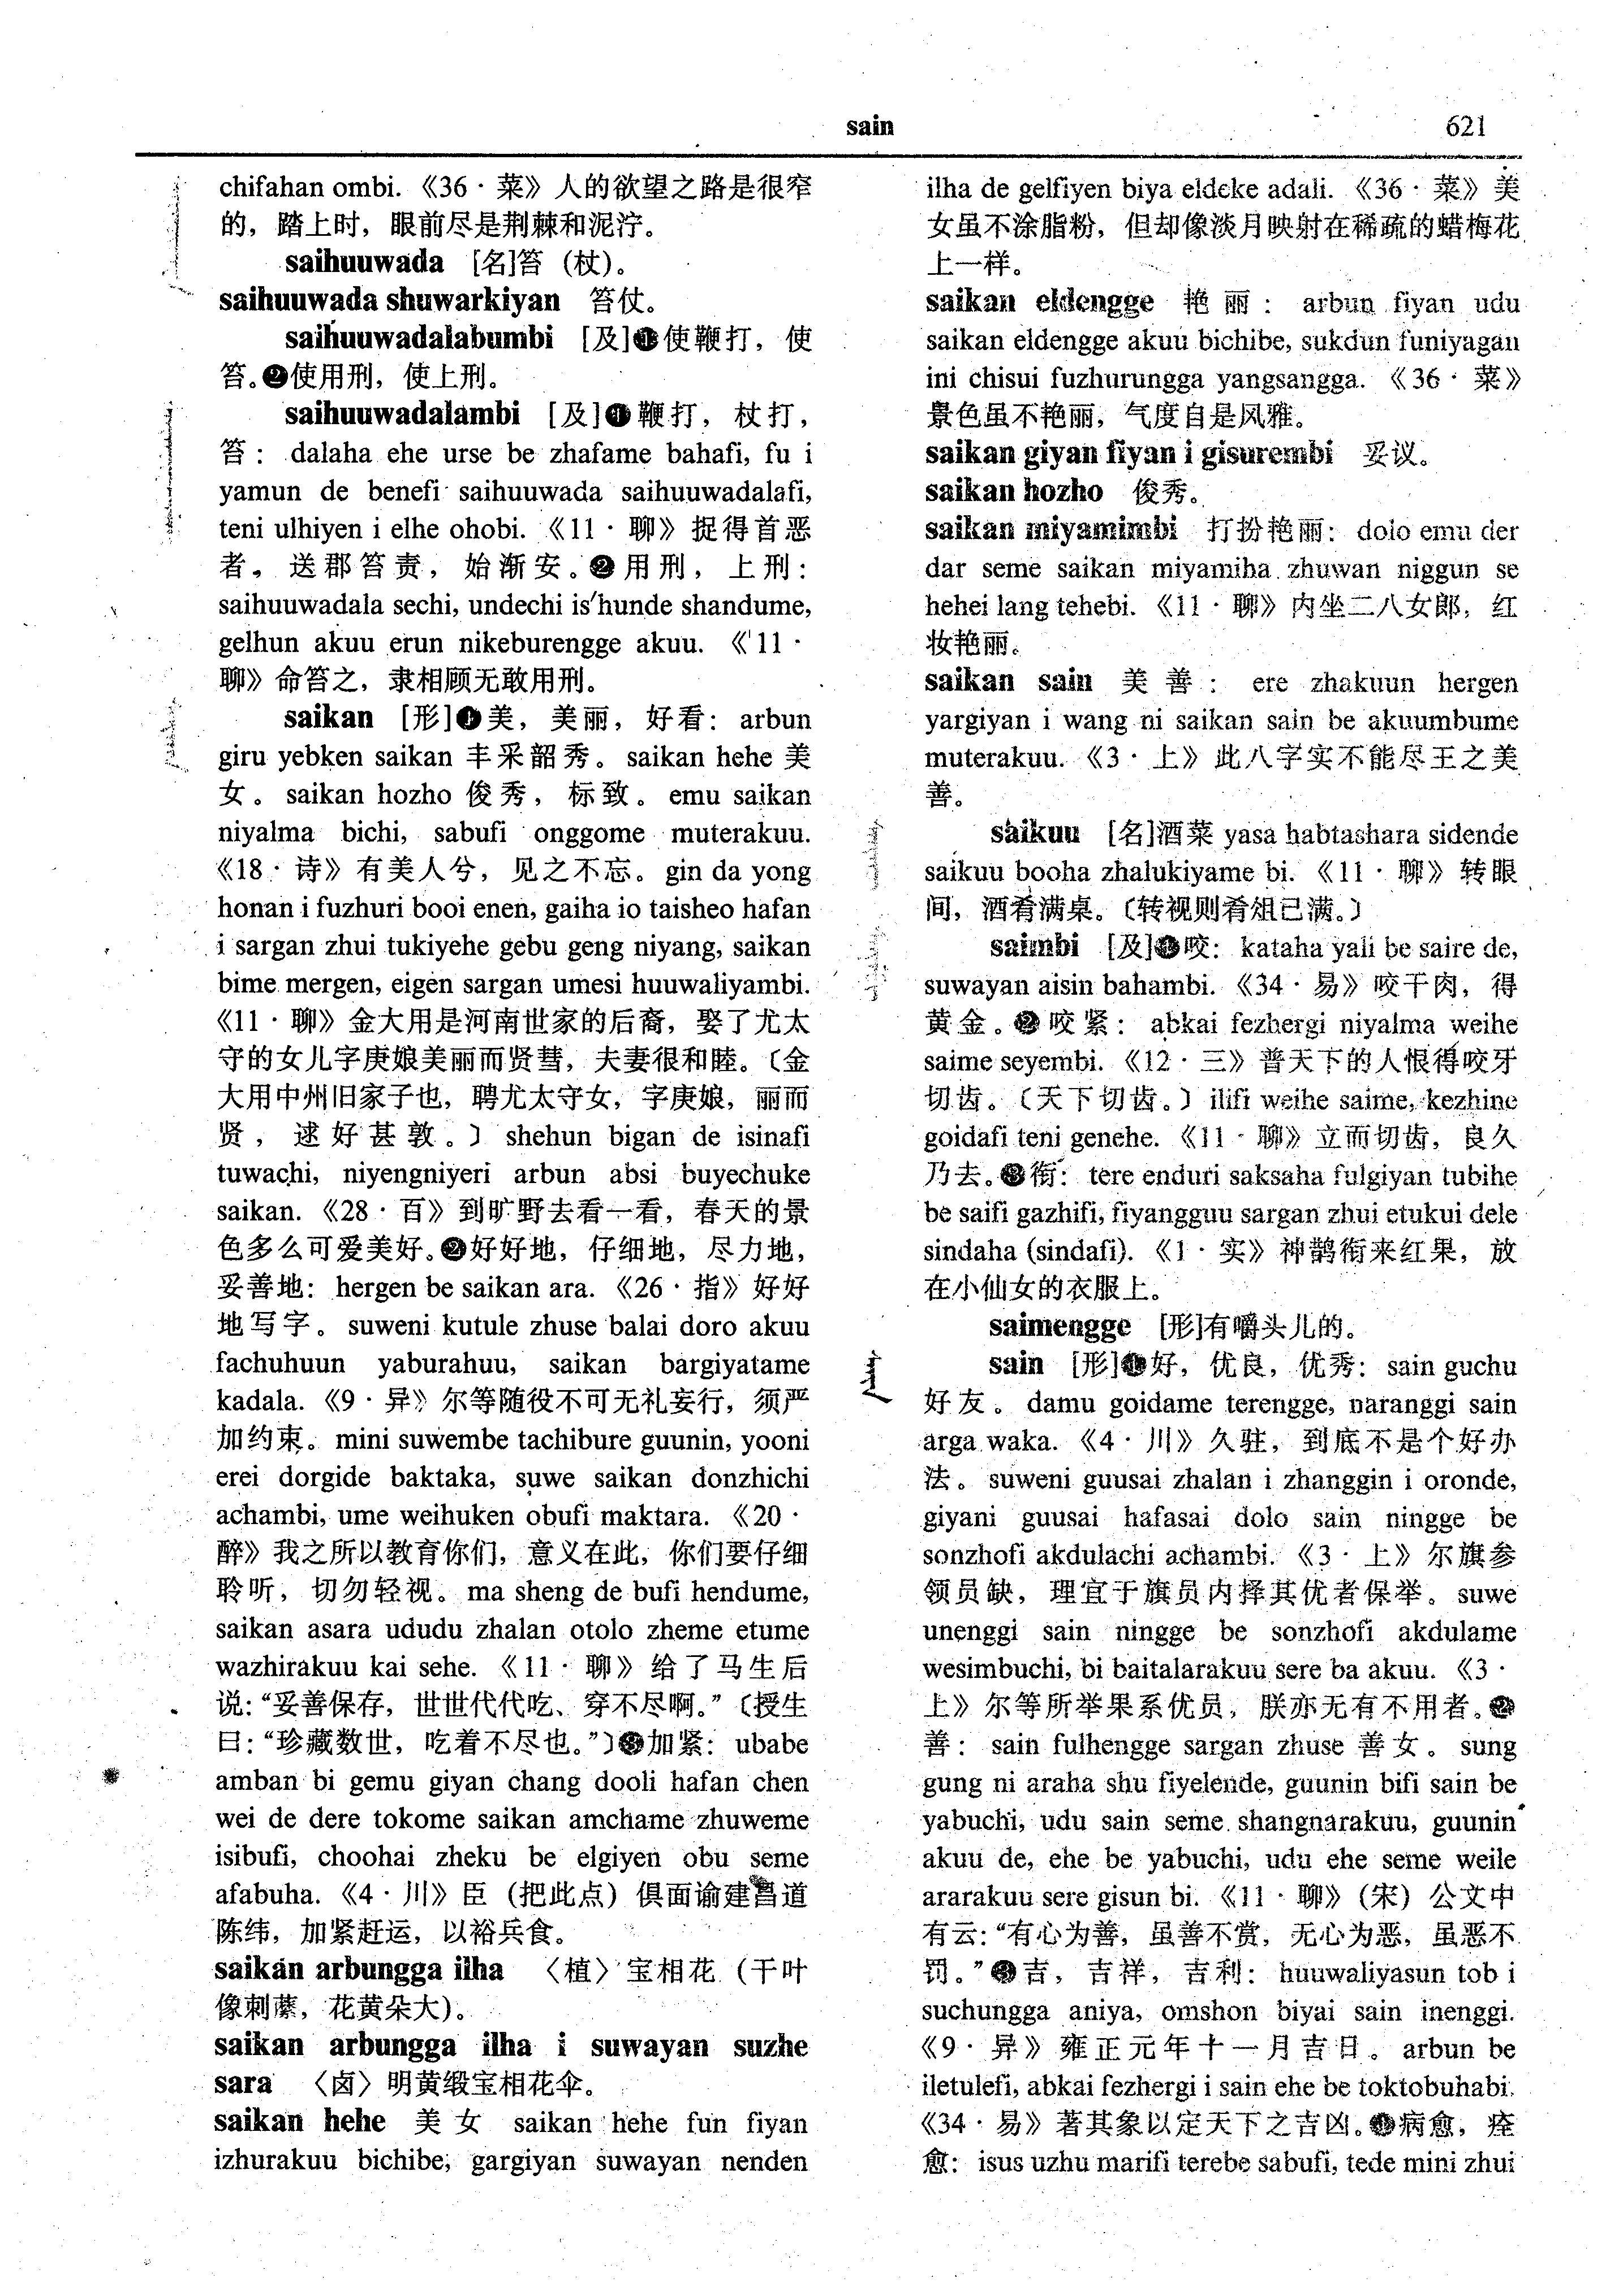 sain
621
chifahan ombi.《36·菜》人的欲望之路是很窄
的，踏上时，眼前尽是荆棘和泥泞。
saihuuwada [名]笞（杖）。
saihuuwada shuwarkiyan 笞仗。
saihuuwadalabumbi [及]❶使鞭打，使
笞。❷使用刑，使上刑。
saihuuwadalambi [及]❶鞭打，杖打，
笞：dalaha ehe urse be zhafame bahafi, fu i
yamun de benefi saihuuwada saihuuwadalafi,
teni ulhiyen i elhe ohobi.《11·聊》捉得首恶
者。送郡笞责，始渐安。❷用刑，上刑：
saihuuwadala sechi, undechi is'hunde shandume,
gelhun akuu erun nikeburengge akuu.《11·
聊》命笞之，隶相顾无敢用刑。
saikan [形]❶美，美丽，好看：arbun
giru yebken saikan 丰采韶秀。saikan hehe 美
女。saikan hozho 俊秀，标致。emu saikan
niyalma bichi, sabufi onggome muterakuu.
《18·诗》有美人兮，见之不忘。gin da yong
honan i fuzhuri booi enen, gaiha io taisheo hafan
i sargan zhui tukiyehe gebu geng niyang, saikan
bime mergen, eigen sargan umesi huuwaliyambi.
《11·聊》金大用是河南世家的后裔，娶了尤太
守的女儿字庚娘美丽而贤彗，夫妻很和睦。〔金
大用中州旧家子也，聘尤太守女，字庚娘，丽而
贤，逑好甚敦。〕shehun bigan de isinafi
tuwachi, niyengniyeri arbun absi buyechuke
saikan.《28·百》到旷野去看一看，春天的景
色多么可爱美好。❷好好地，仔细地，尽力地，
妥善地：hergen be saikan ara.《26·指》好好
地写字。suweni kutule zhuse balai doro akuu
fachuhuun yaburahuu, saikan bargiyatame
kadala.《9·异》尔等随役不可无礼妄行，须严
加约束。mini suwembe tachibure guunin, yooni
erei dorgide baktaka, suwe saikan donzhichi
achambi, ume weihuken obufi maktara.《20·
醉》我之所以教育你们，意义在此，你们要仔细
聆听，切勿轻视。ma sheng de bufi hendume,
saikan asara ududu zhalan otolo zheme etume
wazhirakuu kai sehe.《11·聊》给了马生后
说：“妥善保存，世世代代吃、穿不尽啊。”〔授生
曰：“珍藏数世，吃着不尽也。”〕❸加紧：ubabe
amban bi gemu giyan chang dooli hafan chen
wei de dere tokome saikan amchame zhuweme
isibufi, choohai zheku be elgiyen obu seme
afabuha.《4·川》臣（把此点）俱面谕建昌道
陈纬，加紧赶运，以裕兵食。
saikan arbungga ilha 〈植〉宝相花（干叶
像刺蘼，花黄朵大）。
saikan arbungga ilha i suwayan suzhe
sara 〈卤〉明黄缎宝相花伞。
saikan hehe 美女 saikan hehe fun fiyan
izhurakuu bichibe, gargiyan suwayan nenden
ilha de gelfiyen biya eldeke adali.《36·菜》美
女虽不涂脂粉，但却像淡月映射在稀疏的蜡梅花
上一样。
saikan eldengge 艳丽：arbun fiyan udu
saikan eldengge akuu bichibe, sukdun funiyagan
ini chisui fuzhurungga yangsangga.《36·菜》
景色虽不艳丽，气度自是风雅。
saikan giyan fiyan i gisurembi 妥议。
saikan hozho 俊秀。
saikan miyamimbi 打扮艳丽：dolo emu der
dar seme saikan miyamiha zhuwan niggun se
hehei lang tehebi.《11·聊》内坐二八女郎，红
妆艳丽。
saikan sain 美善：ere zhakuun hergen
yargiyan i wang ni saikan sain be akuumbume
muterakuu.《3·上》此八字实不能尽王之美
善。
saikuu [名]酒菜 yasa habtashara sidende
saikuu booha zhalukiyame bi.《11·聊》转眼
间，酒肴满桌。〔转视则肴俎已满。〕
saimbi [及]❶咬：kataha yali be saire de,
suwayan aisin bahambi.《34·易》咬干肉，得
黄金。❷咬紧：abkai fezhergi niyalma weihe
saime seyembi.《12·三》普天下的人恨得咬牙
切齿。〔天下切齿。〕ilifi weihe saime, kezhine
goidafi teni genehe.《11·聊》立而切齿，良久
乃去。❸衔：tere enduri saksaha fulgiyan tubihe
be saifi gazhifi, fiyangguu sargan zhui etukui dele
sindaha (sindafi).《1·实》神鹊衔来红果，放
在小仙女的衣服上。
saimengge [形]有嚼头儿的。
sain [形]❶好，优良，优秀：sain guchu
好友。damu goidame terengge, naranggi sain
arga waka.《4·川》久驻，到底不是个好办
法。suweni guusai zhalan i zhanggin i oronde,
giyani guusai hafasai dolo sain ningge be
sonzhofi akdulachi achambi.《3·上》尔旗参
领员缺，理宜于旗员内择其优者保举。suwe
unenggi sain ningge be sonzhofi akdulame
wesimbuchi, bi baitalarakuu sere ba akuu.《3·
上》尔等所举果系优员，朕亦无有不用者。❷
善：sain fulhengge sargan zhuse 善女。sung
gung ni araha shu fiyelende, guunin bifi sain be
yabuchi, udu sain seme shangnarakuu, guunin
akuu de, ehe be yabuchi, udu ehe seme weile
ararakuu sere gisun bi.《11·聊》（宋）公文中
有云：“有心为善，虽善不赏，无心为恶，虽恶不
罚。”❸吉，吉祥，吉利：huuwaliyasun tob i
suchungga aniya, omshon biyai sain inenggi.
《9·异》雍正元年十一月吉日。arbun be
iletulefi, abkai fezhergi i sain ehe be toktobuhabi.
《34·易》著其象以定天下之吉凶。❹病愈，痊
愈：isus uzhu marifi terebe sabufi, tede mini zhui